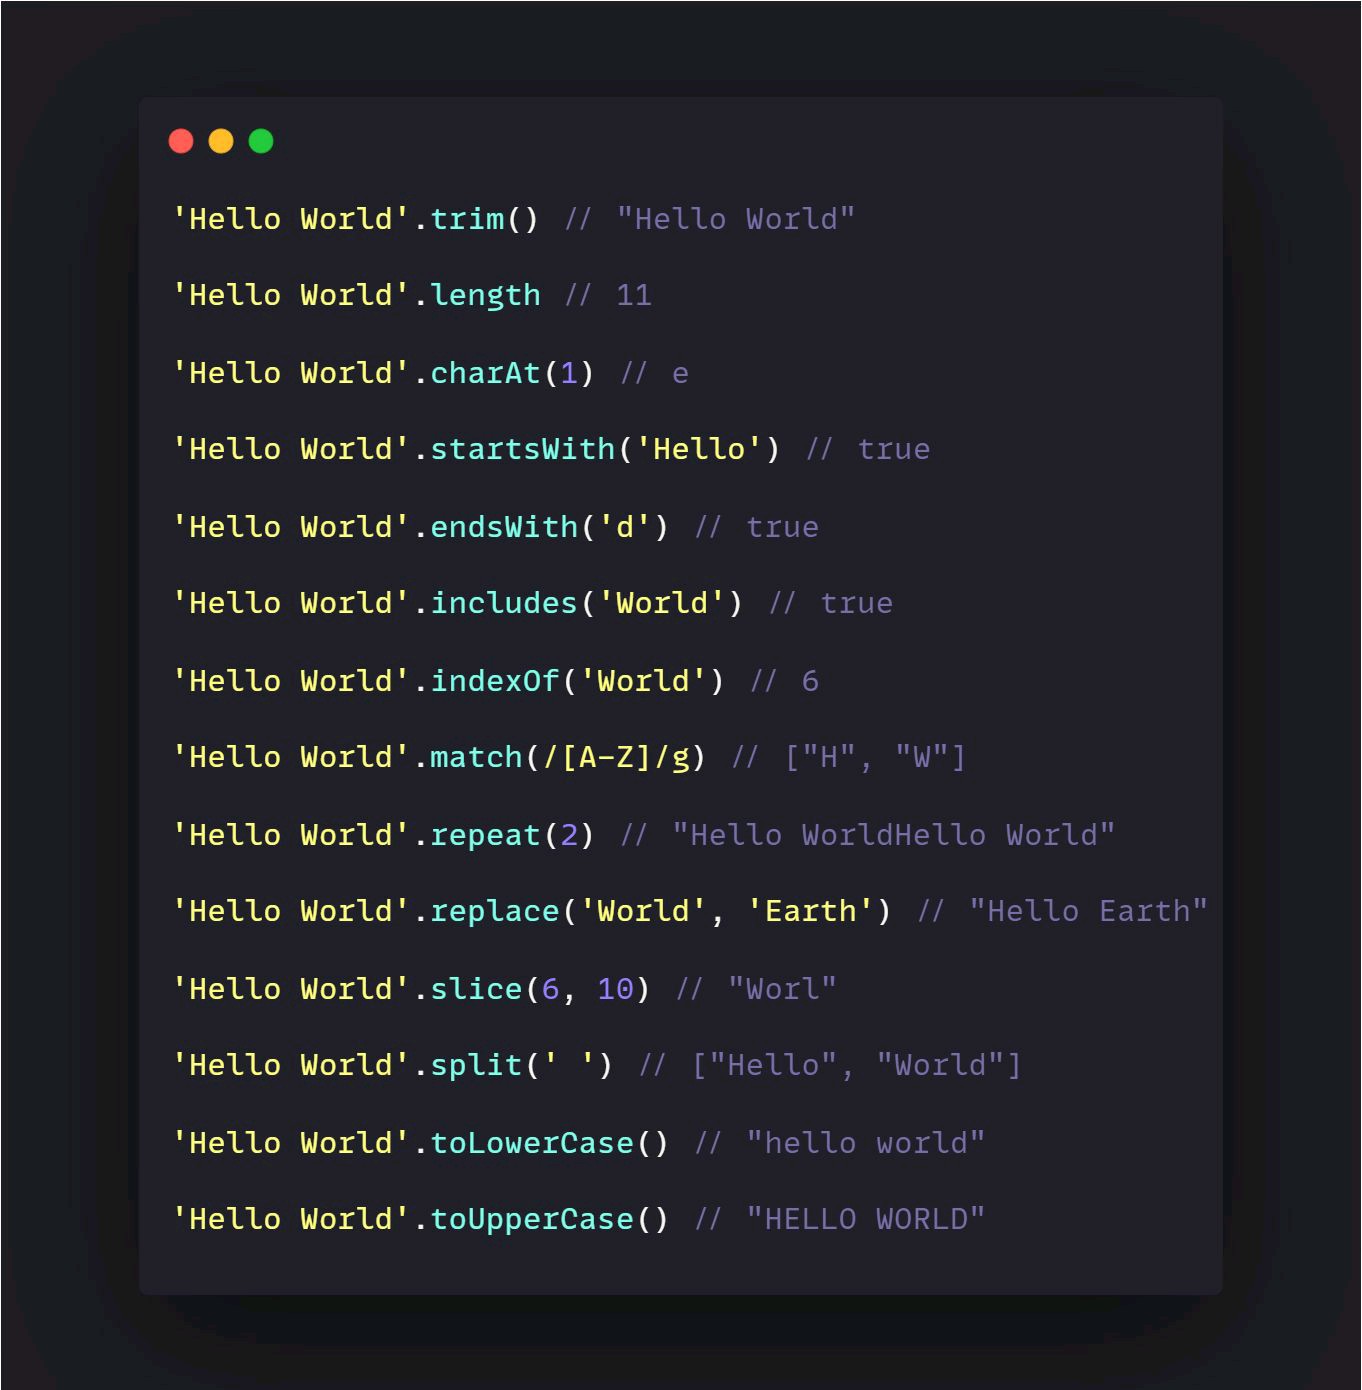 'Hello World'.trim() // "Hello World"
'Hello World'.length // 11
'Hello World'.charAt(1) // e
'Hello World'.startsWith('Hello') // true
'Hello World'.endsWith('d') // true
'Hello World'.includes('World') // true
'Hello World'.indexOf('World') // 6
'Hello World'.match(/[A-Z]/g) // ["H", "W"]
'Hello World'.repeat(2) // "Hello WorldHello World"
'Hello World'.replace('World', 'Earth') // "Hello Earth"
'Hello World'.slice(6, 10) // "Worl"
'Hello World'.split(' ') // ["Hello", "World"]
'Hello World'.toLowerCase() // "hello world"
'Hello World'.toUpperCase() // "HELLO WORLD"